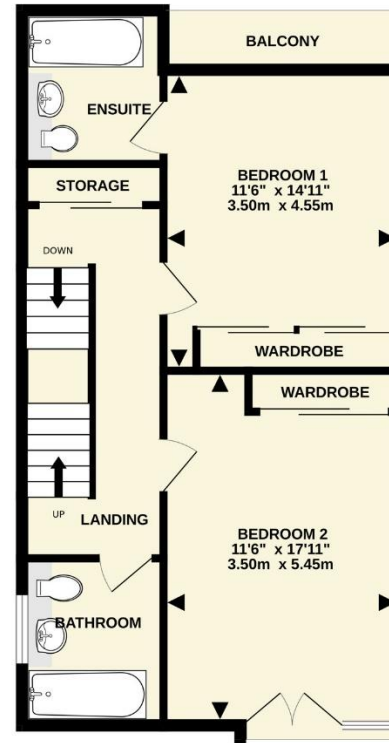 BALCONY
ENSUITE
STORAGE
BEDROOM 1
11'6" x 14'11"
3.50m x 4.55m
DOWN
WARDROBE
WARDROBE
UP
LANDING
BEDROOM 2
11'6" x 17'11"
3.50m x 5.45m
BATHROOM